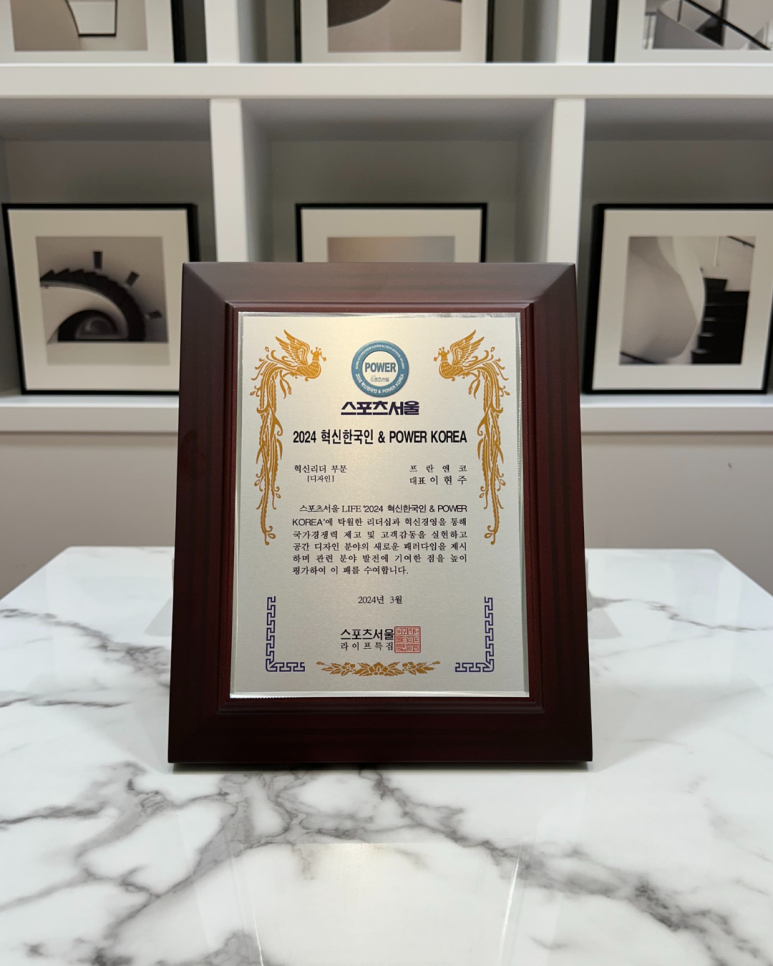 POWER
스포츠서울
스포츠서울
2024 혁신한국인 & POWER KOREA
혁신리더 부문
[디자인]
프 란 앤 코
대표 이 현 주
스포츠서울 LIFE '2024 혁신한국인 & POWER
KOREA'에 탁월한 리더십과 혁신경영을 통해
국가경쟁력 제고 및 고객감동을 실현하고
공간 디자인 분야의 새로운 패러다임을 제시
하며 관련 분야 발전에 기여한 점을 높이
평가하여 이 패를 수여합니다.
2024년 3월
스포츠서울
라이프특집